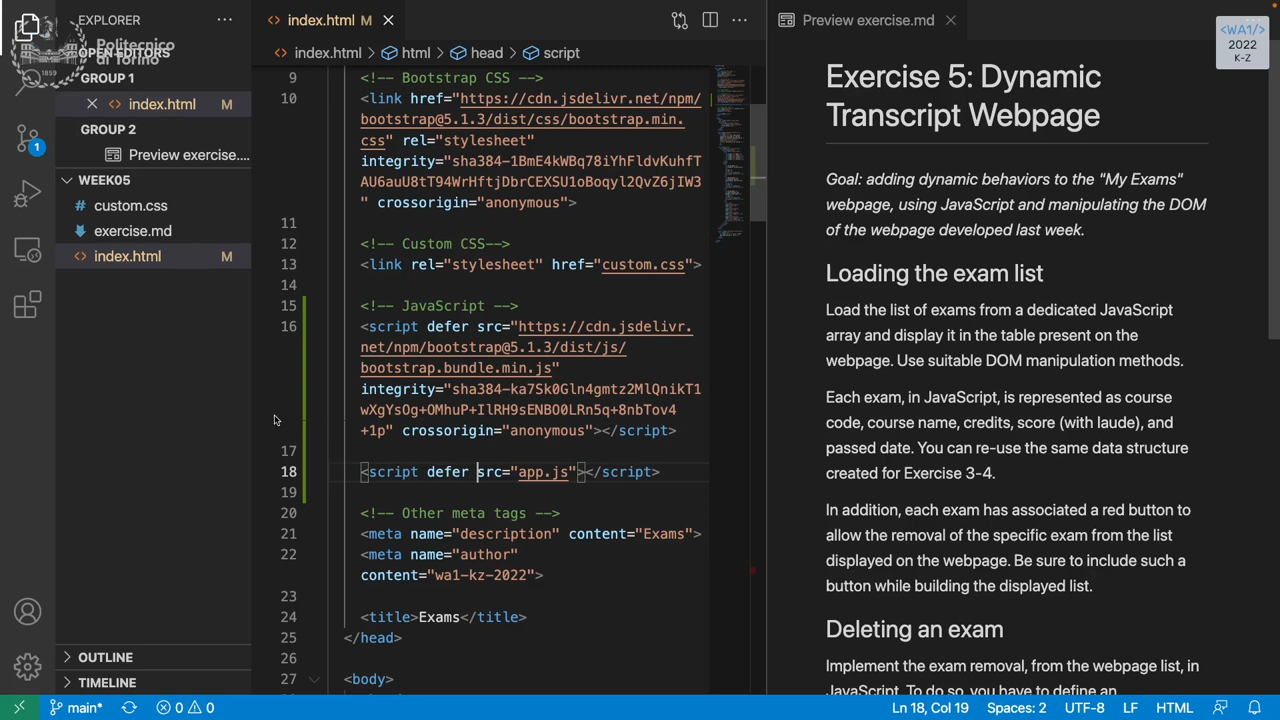 EXPLORER
Politecnico
di Torino
1859
OPEN EDITORS
GROUP 1
index.html M
GROUP 2
Preview exercise....
WEEK05
custom.css
exercise.md
index.html M
OUTLINE
TIMELINE
index.html M
index.html > html > head > script
9 <!-- Bootstrap CSS -->
10 <link href="https://cdn.jsdelivr.net/npm/
bootstrap@5.1.3/dist/css/bootstrap.min.
css" rel="stylesheet"
integrity="sha384-1BmE4kWBq78iYhFldvKuhfT
AU6auU8tT94WrHftjDbrCEXSU1oBoqyl2QvZ6jIW3
" crossorigin="anonymous">
11
12 <!-- Custom CSS-->
13 <link rel="stylesheet" href="custom.css">
14
15 <!-- JavaScript -->
16 <script defer src="https://cdn.jsdelivr.
net/npm/bootstrap@5.1.3/dist/js/
bootstrap.bundle.min.js"
integrity="sha384-ka7Sk0Gln4gmtz2MlQnikT1
wXgYsOg+OMhuP+IlRH9sENBO0LRn5q+8nbTov4
+1p" crossorigin="anonymous"></script>
17
18 <script defer src="app.js"></script>
19
20 <!-- Other meta tags -->
21 <meta name="description" content="Exams">
22 <meta name="author"
content="wa1-kz-2022">
23
24 <title>Exams</title>
25 </head>
26
27 <body>
Preview exercise.md
<WA1/>
2022
K-Z
Exercise 5: Dynamic
Transcript Webpage
Goal: adding dynamic behaviors to the "My Exams"
webpage, using JavaScript and manipulating the DOM
of the webpage developed last week.
Loading the exam list
Load the list of exams from a dedicated JavaScript
array and display it in the table present on the
webpage. Use suitable DOM manipulation methods.
Each exam, in JavaScript, is represented as course
code, course name, credits, score (with laude), and
passed date. You can re-use the same data structure
created for Exercise 3-4.
In addition, each exam has associated a red button to
allow the removal of the specific exam from the list
displayed on the webpage. Be sure to include such a
button while building the displayed list.
Deleting an exam
Implement the exam removal, from the webpage list, in
JavaScript. To do so, you have to define an
1
main* 0 0 Ln 18, Col 19 Spaces: 2 UTF-8 LF HTML